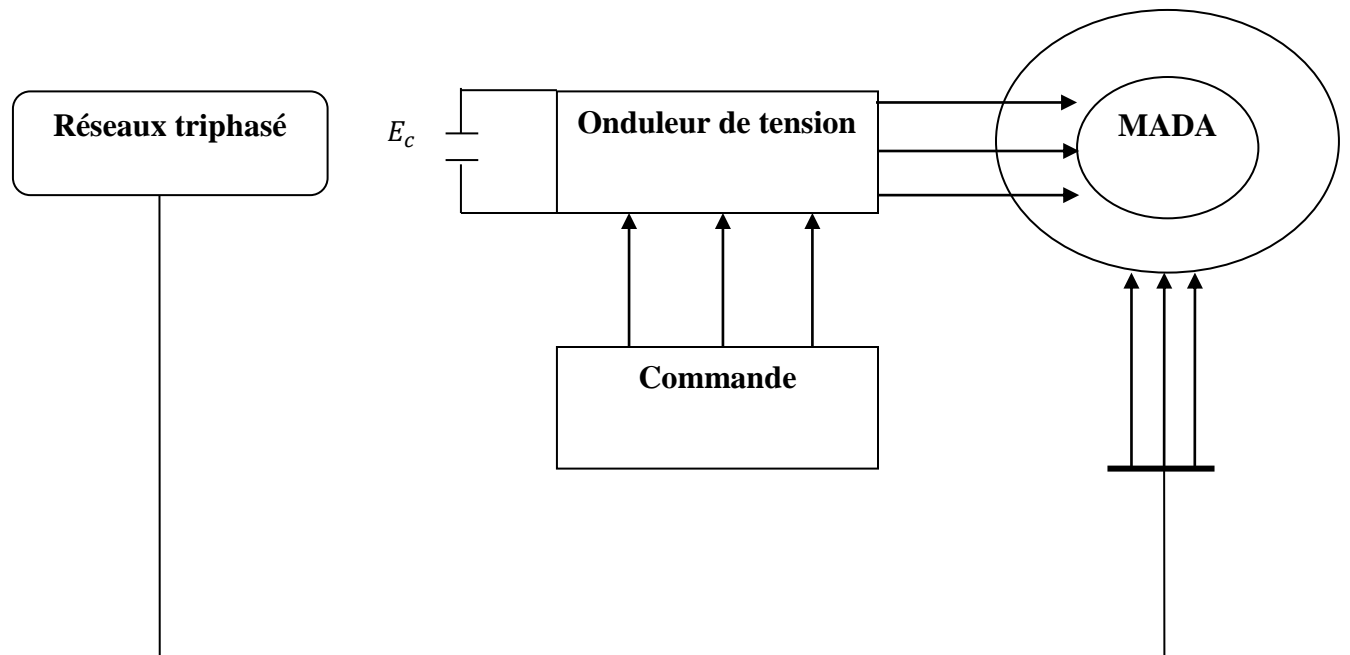 Réseaux triphasé
E_c
Onduleur de tension
MADA
Commande